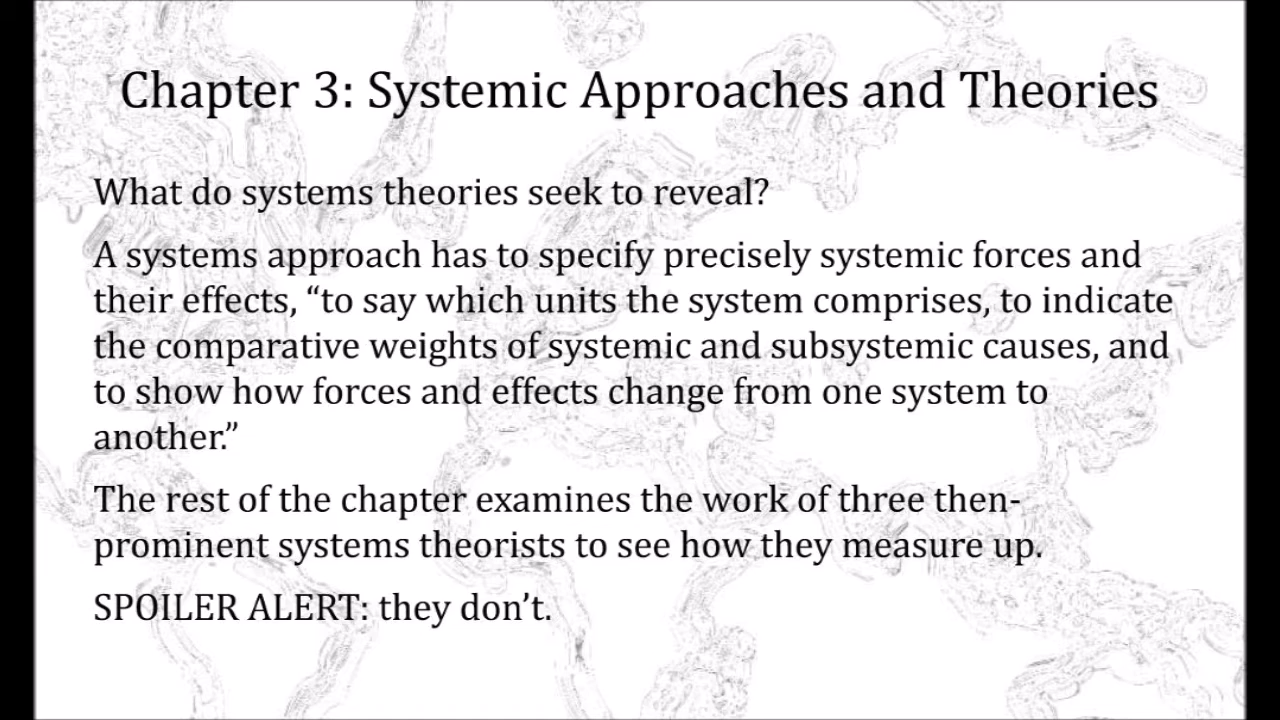 Chapter 3: Systemic Approaches and Theories
What do systems theories seek to reveal?
A systems approach has to specify precisely systemic forces and
their effects, “to say which units the system comprises, to indicate
the comparative weights of systemic and subsystemic causes, and
to show how forces and effects change from one system to
another.”
The rest of the chapter examines the work of three then-
prominent systems theorists to see how they measure up.
SPOILER ALERT: they don’t.